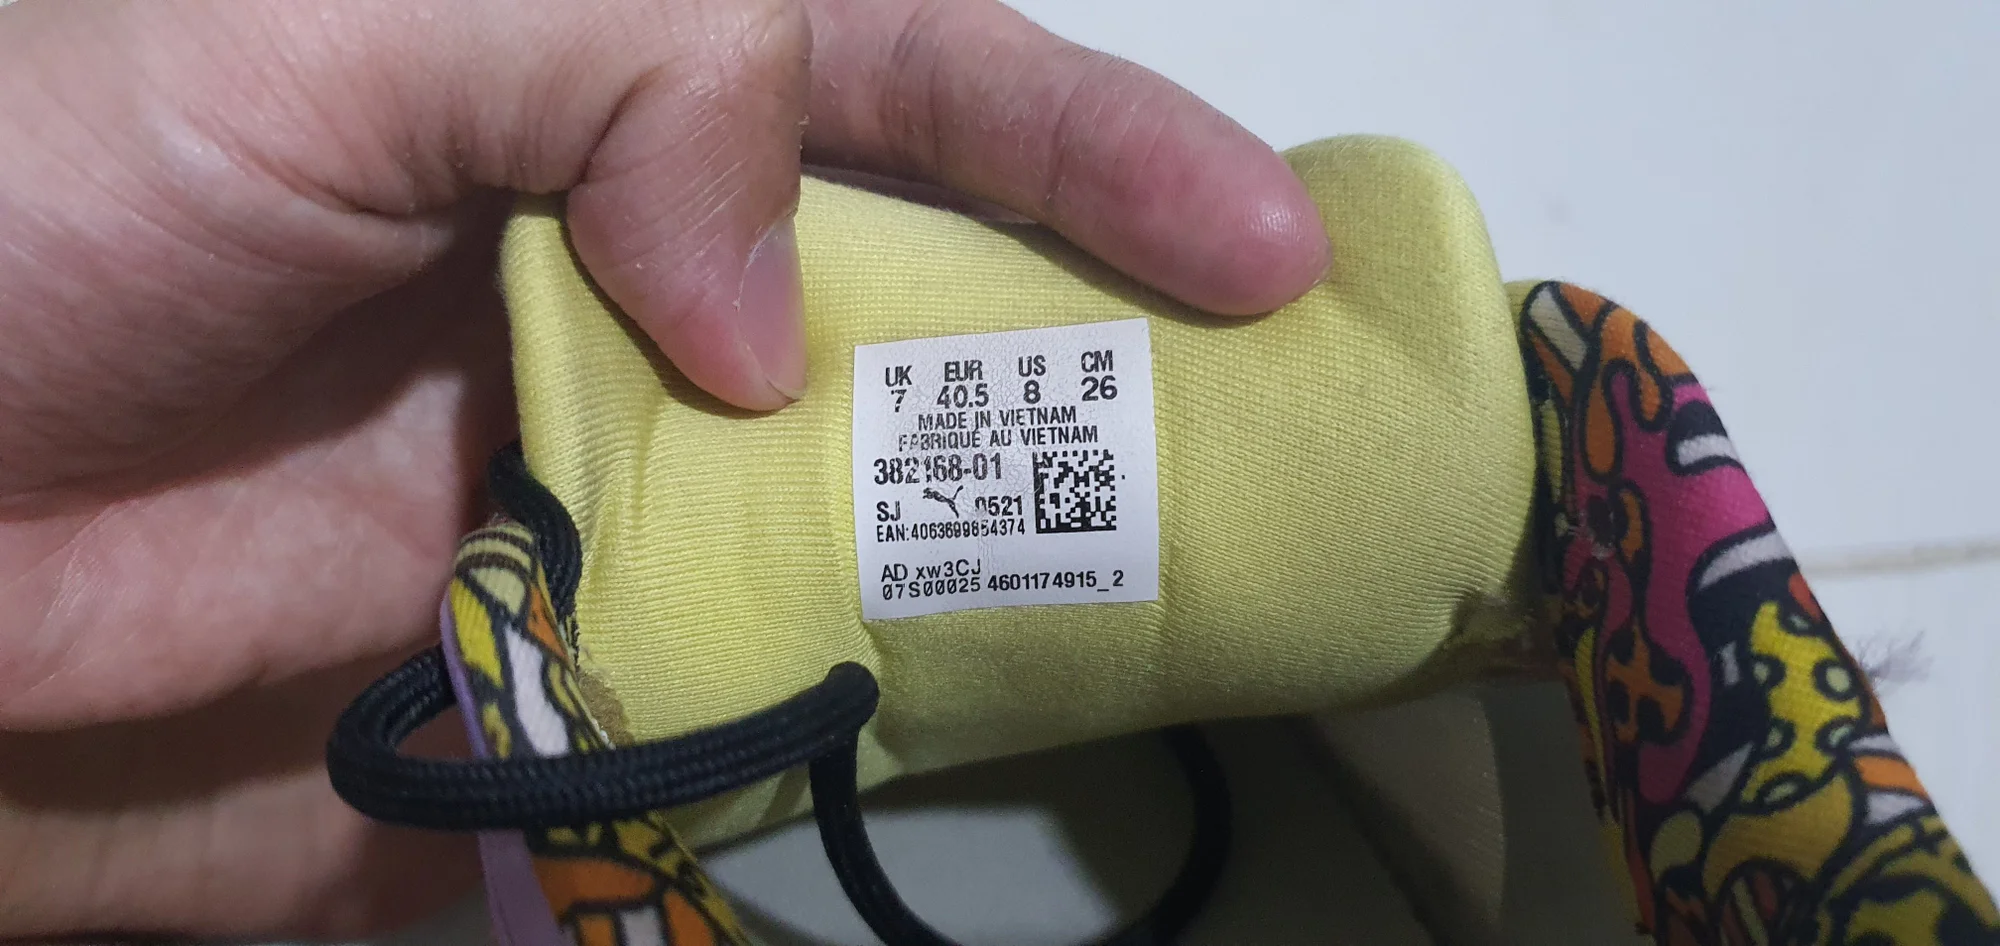 UK EUR US CM
7 40.5 8 26
MADE IN VIETNAM
FABRIQUÉ AU VIETNAM
382168-01
SJ 0521
EAN:4063699854374
AD xw3CJ
07S00025 4601174915_2